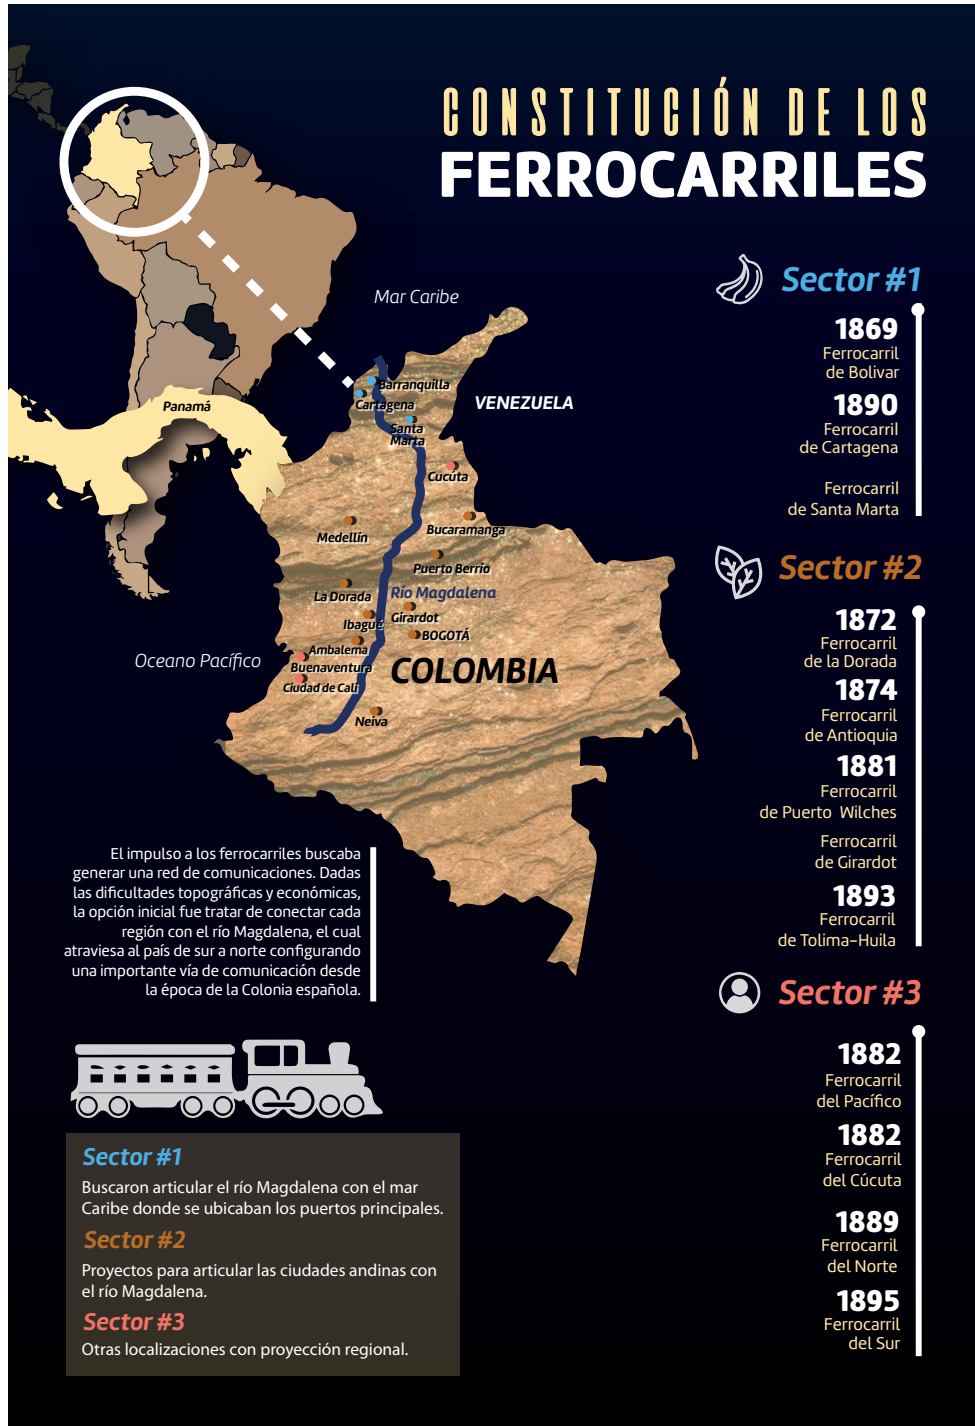 CONSTITUCIÓN DE LOS
FERROCARRILES
Mar Caribe
VENEZUELA
Panamá
Barranquilla
Cartagena
Santa
Marta
Cucúta
Medellín
Bucaramanga
Puerto Berrío
La Dorada
Río Magdalena
Ibagué
Girardot
BOGOTÁ
Ambalema
Oceano Pacífico
Buenaventura
COLOMBIA
Ciudad de Cali
Neiva
Sector #1
1869
Ferrocarril
de Bolivar
1890
Ferrocarril
de Cartagena
Ferrocarril
de Santa Marta
Sector #2
1872
Ferrocarril
de la Dorada
1874
Ferrocarril
de Antioquia
1881
Ferrocarril
de Puerto Wilches
Ferrocarril
de Girardot
1893
Ferrocarril
de Tolima-Huila
Sector #3
1882
Ferrocarril
del Pacífico
1882
Ferrocarril
del Cúcuta
1889
Ferrocarril
del Norte
1895
Ferrocarril
del Sur
El impulso a los ferrocarriles buscaba
generar una red de comunicaciones. Dadas
las dificultades topográficas y económicas,
la opción inicial fue tratar de conectar cada
región con el río Magdalena, el cual
atraviesa al país de sur a norte configurando
una importante vía de comunicación desde
la época de la Colonia española.
Sector #1
Buscaron articular el río Magdalena con el mar
Caribe donde se ubicaban los puertos principales.
Sector #2
Proyectos para articular las ciudades andinas con
el río Magdalena.
Sector #3
Otras localizaciones con proyección regional.